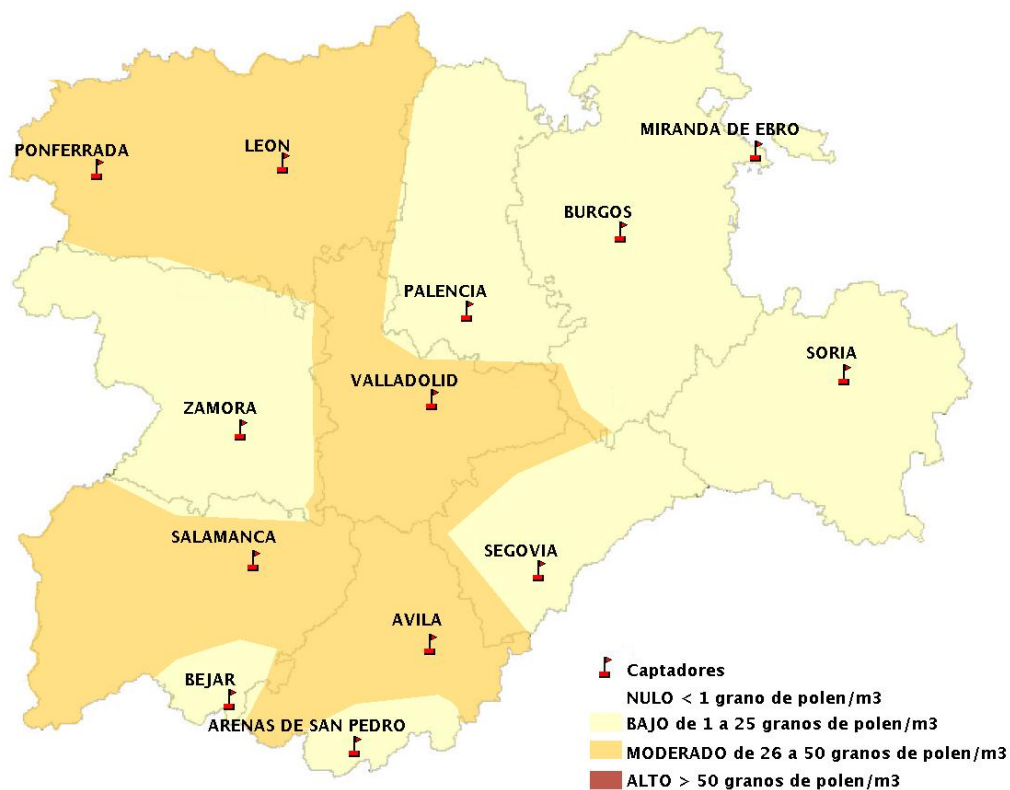 MIRANDA DE EBRO
PONFERRADA
LEON
BURGOS
PALENCIA
SORIA
VALLADOLID
ZAMORA
SALAMANCA
SEGOVIA
AVILA
BEJAR
ARENAS DE SAN PEDRO
Captadores
NULO < 1 grano de polen/m3
BAJO de 1 a 25 granos de polen/m3
MODERADO de 26 a 50 granos de polen/m3
ALTO > 50 granos de polen/m3